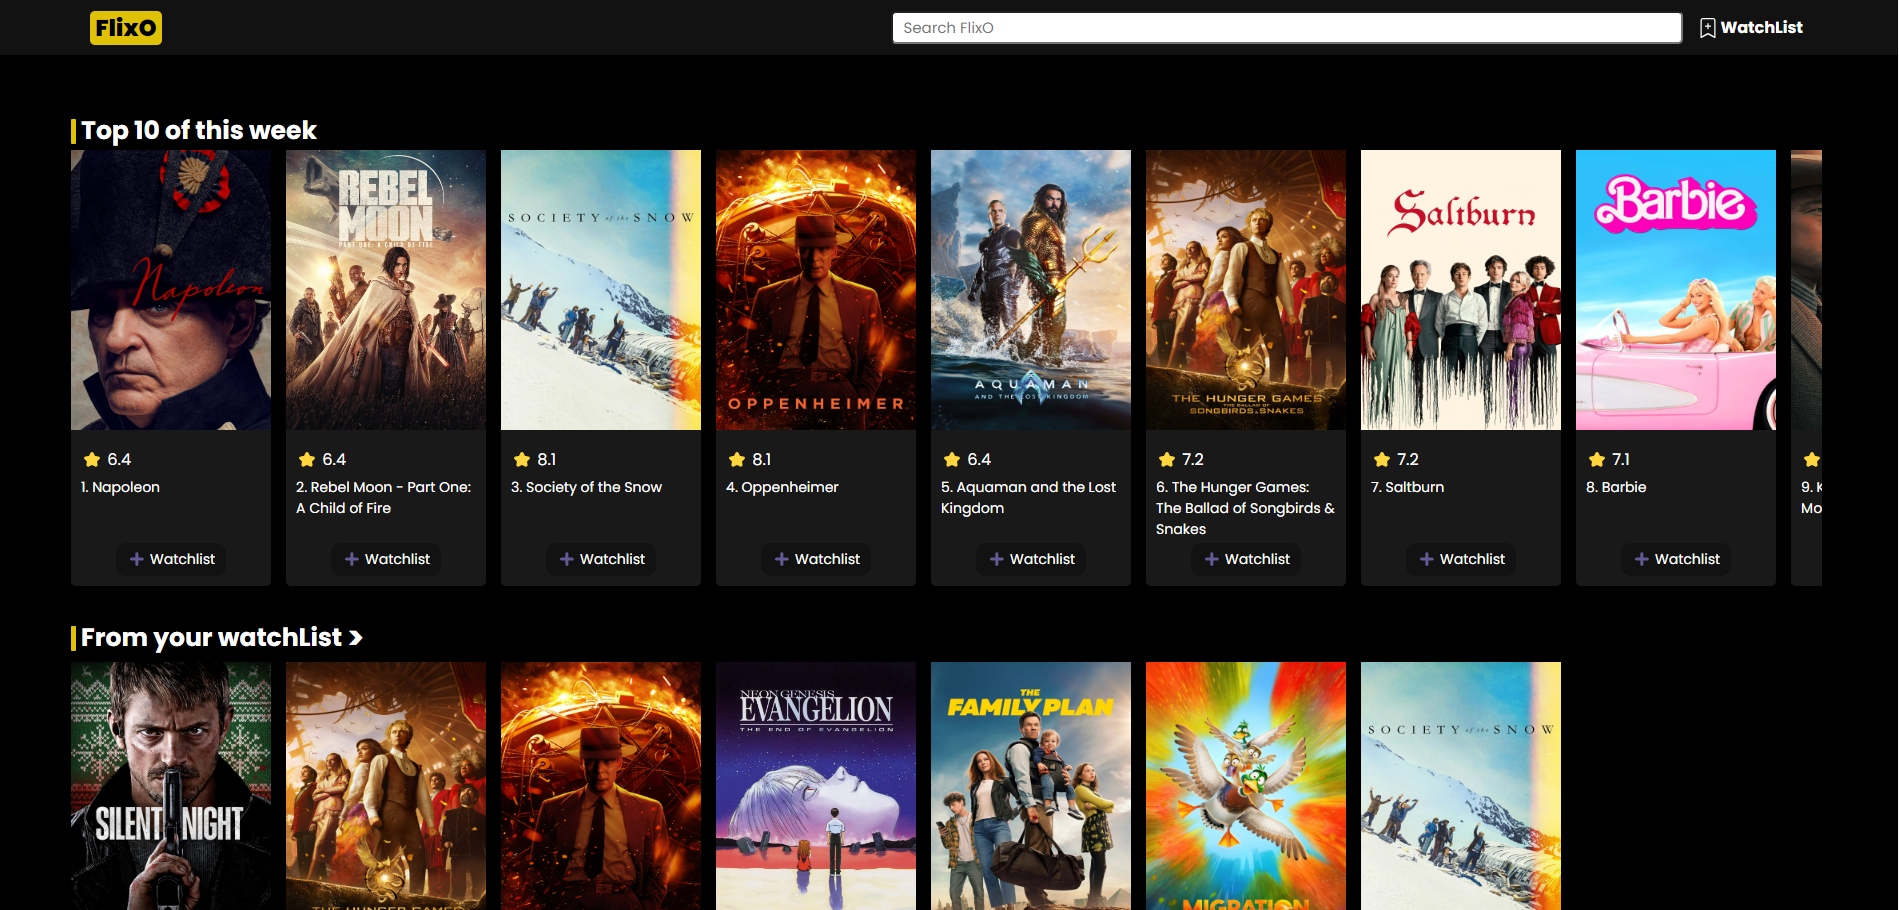 FlixO
Search FlixO
WatchList
Top 10 of this week
Napoleon
REBEL
MOON
PART ONE: A CHILD OF FIRE
SOCIETY of the SNOW
OPPENHEIMER
AQUAMAN
AND THE LOST KINGDOM
THE HUNGER GAMES
THE BALLAD OF
SONGBIRDS & SNAKES
Saltburn
Barbie
6.4
1. Napoleon
Watchlist
6.4
2. Rebel Moon - Part One:
A Child of Fire
Watchlist
8.1
3. Society of the Snow
Watchlist
8.1
4. Oppenheimer
Watchlist
6.4
5. Aquaman and the Lost
Kingdom
Watchlist
7.2
6. The Hunger Games:
The Ballad of Songbirds &
Snakes
Watchlist
7.2
7. Saltburn
Watchlist
7.1
8. Barbie
Watchlist
9.
Mo
From your watchList >
SILENT NIGHT
THE HUNGER GAMES
NEON GENESIS
EVANGELION
THE END OF EVANGELION
THE
FAMILY PLAN
MIGRATION
SOCIETY of the SNOW